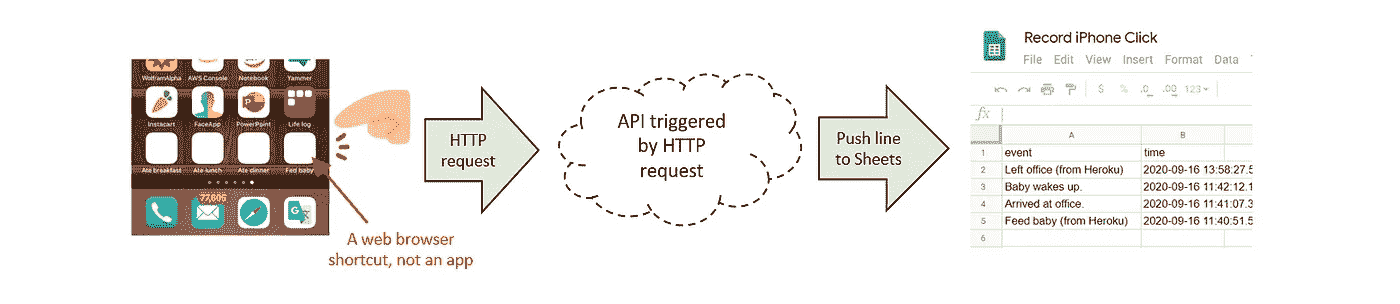 WolframAlpha AWS Console Notebook Yammer
Instacart FaceApp PowerPoint Life log
Ate breakfast Ate lunch Ate dinner Fed baby
77,606
A web browser
shortcut, not an app
HTTP
request
API triggered
by HTTP
request
Push line
to Sheets
Record iPhone Click
File Edit View Insert Format Data
$ % .0 .00 123
fx
A B
1 event time
2 Left office (from Heroku) 2020-09-16 13:58:27.5
3 Baby wakes up. 2020-09-16 11:42:12.1
4 Arrived at office. 2020-09-16 11:41:07.3
5 Feed baby (from Heroku) 2020-09-16 11:40:51.5
6